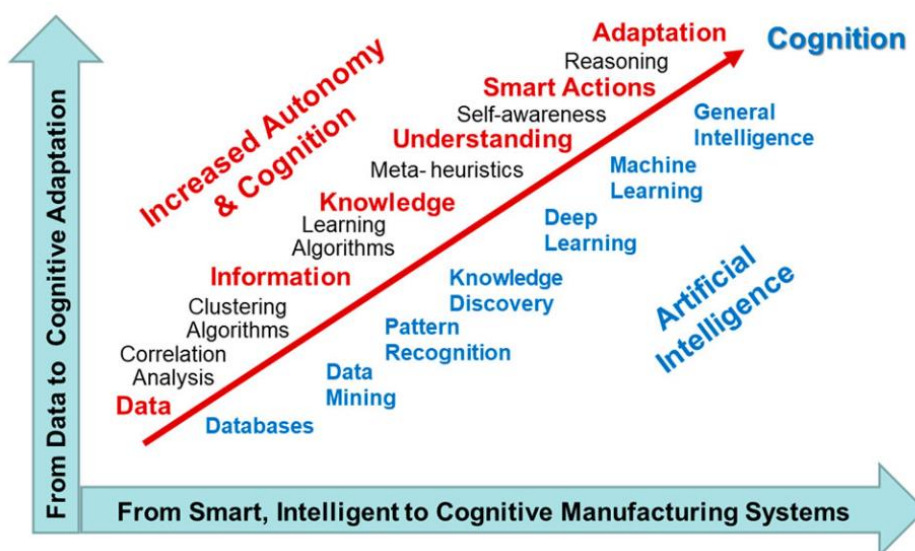 Adaptation
Cognition
Reasoning
Smart Actions
Self-awareness
General
Intelligence
Increased Autonomy
& Cognition
Understanding
Meta- heuristics
Machine
Learning
Knowledge
Learning
Algorithms
Deep
Learning
Information
Knowledge
Discovery
Artificial
Intelligence
Clustering
Algorithms
Pattern
Recognition
Correlation
Analysis
Data
Mining
Data
Databases
From Data to Cognitive Adaptation
From Smart, Intelligent to Cognitive Manufacturing Systems